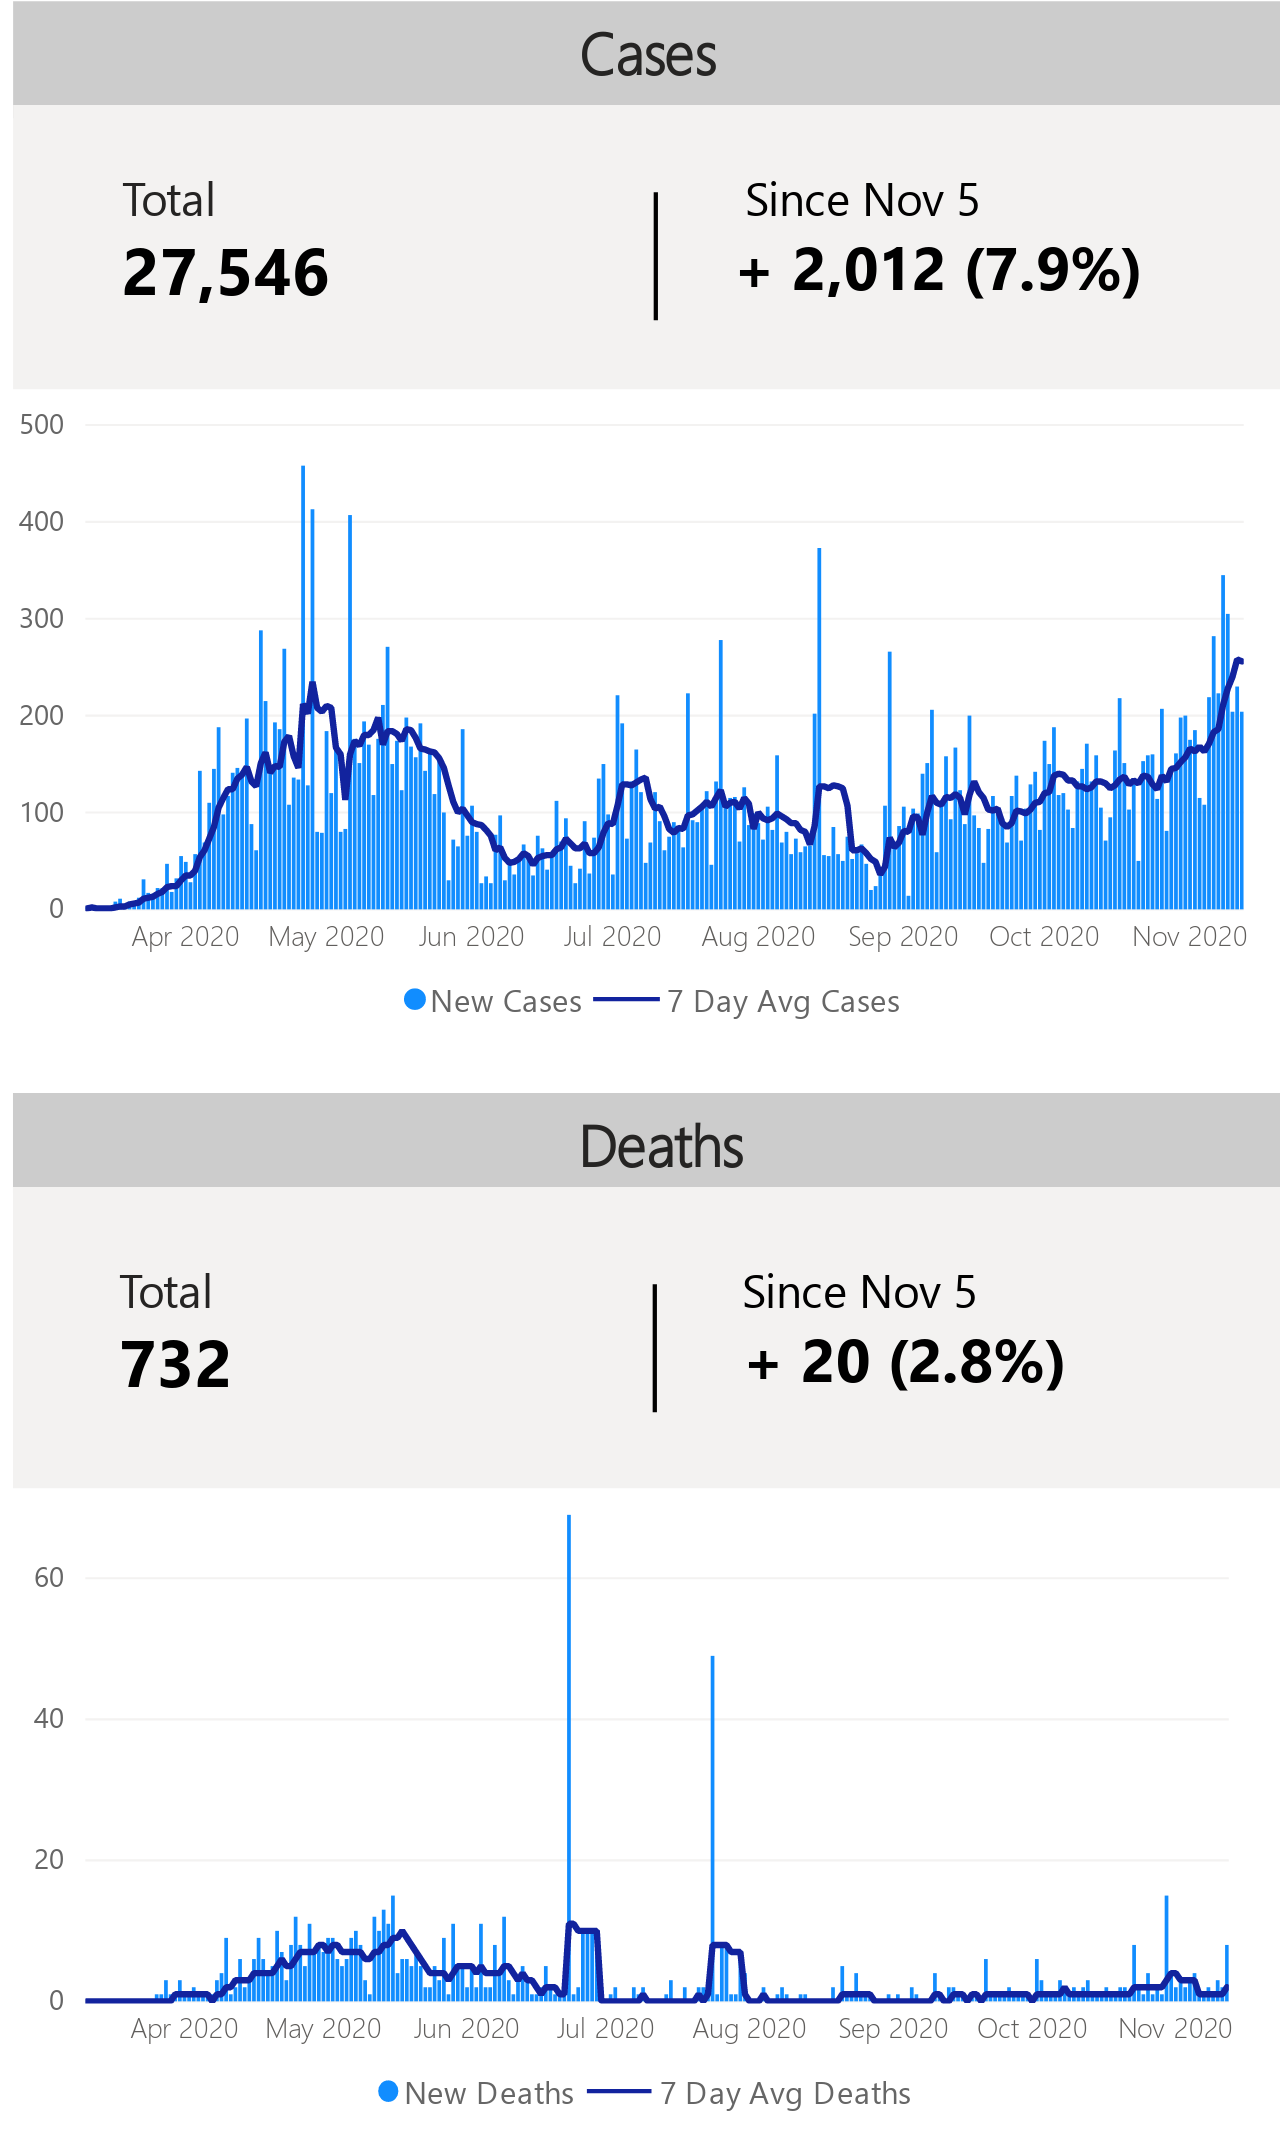 Cases
Total
Since Nov 5
27,546
+ 2,012 (7.9%)
500
400
300
200
100
0
Apr 2020 May 2020 Jun 2020 Jul 2020 Aug 2020 Sep 2020 Oct 2020 Nov 2020
New Cases 7 Day Avg Cases
Deaths
Total
Since Nov 5
732
+ 20 (2.8%)
60
40
20
0
Apr 2020 May 2020 Jun 2020 Jul 2020 Aug 2020 Sep 2020 Oct 2020 Nov 2020
New Deaths 7 Day Avg Deaths